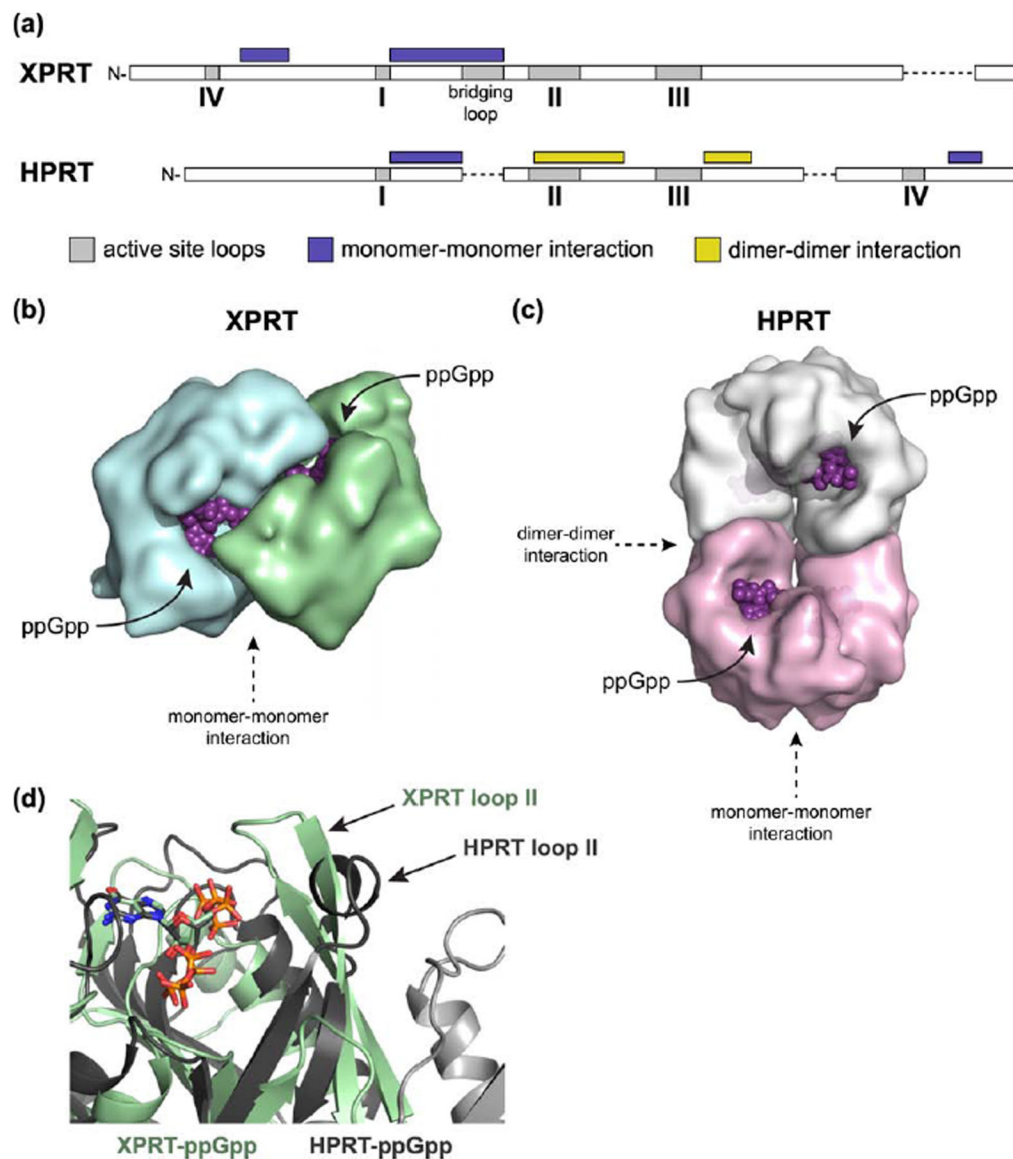 (a)
XPRT N-
IV I bridging loop II III
HPRT N-
I II III IV
active site loops monomer-monomer interaction dimer-dimer interaction
(b) XPRT
ppGpp
ppGpp
monomer-monomer
interaction
(c) HPRT
ppGpp
dimer-dimer
interaction
ppGpp
monomer-monomer
interaction
(d)
XPRT loop II
HPRT loop II
XPRT-ppGpp HPRT-ppGpp